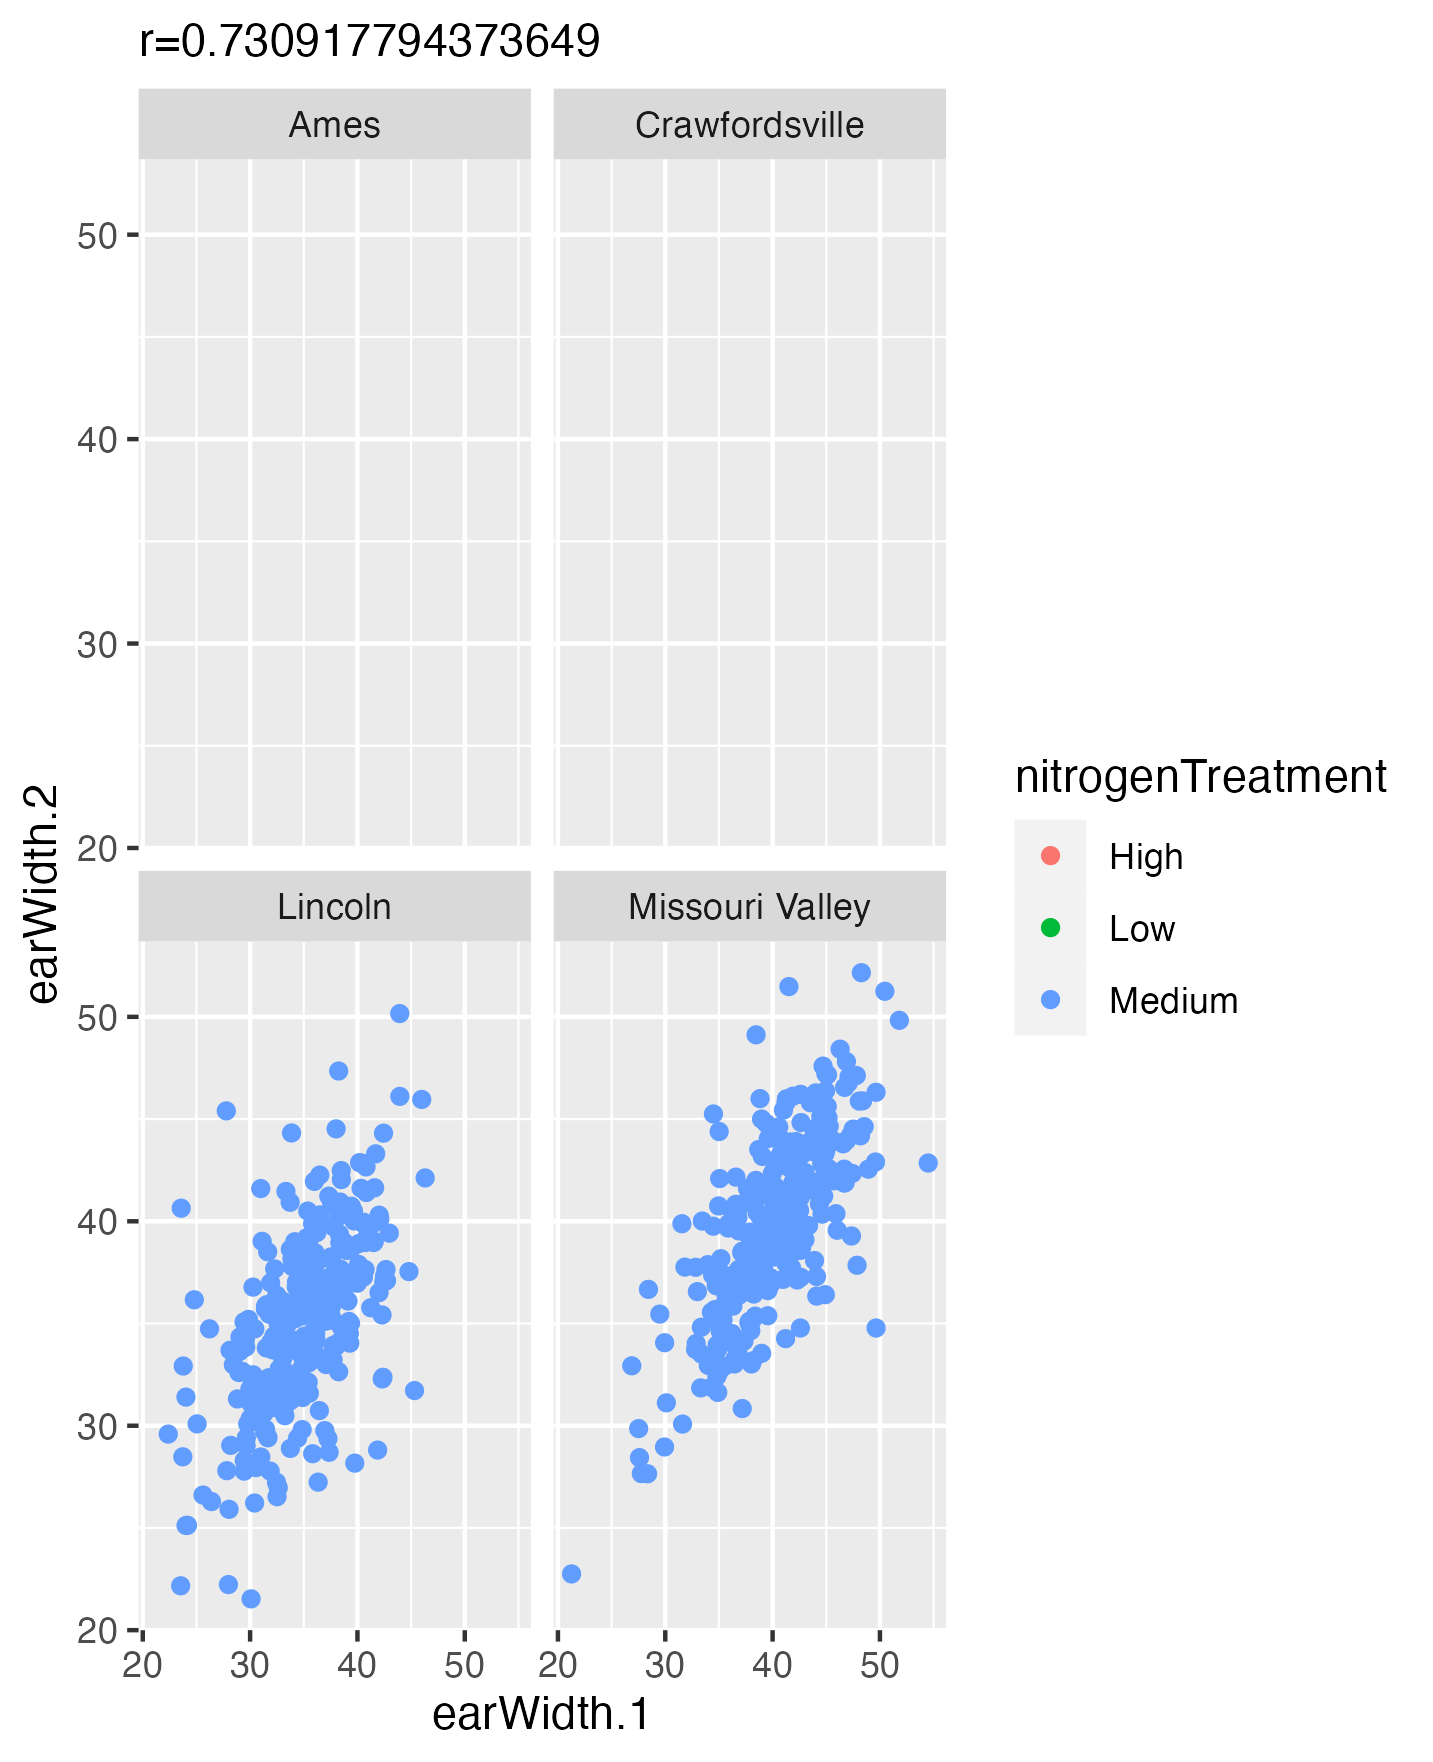 r=0.730917794373649
Ames
Crawfordsville
50
40
30
20
Lincoln
Missouri Valley
50
40
30
20
20 30 40 50
20 30 40 50
earWidth.1
earWidth.2
nitrogenTreatment
High
Low
Medium